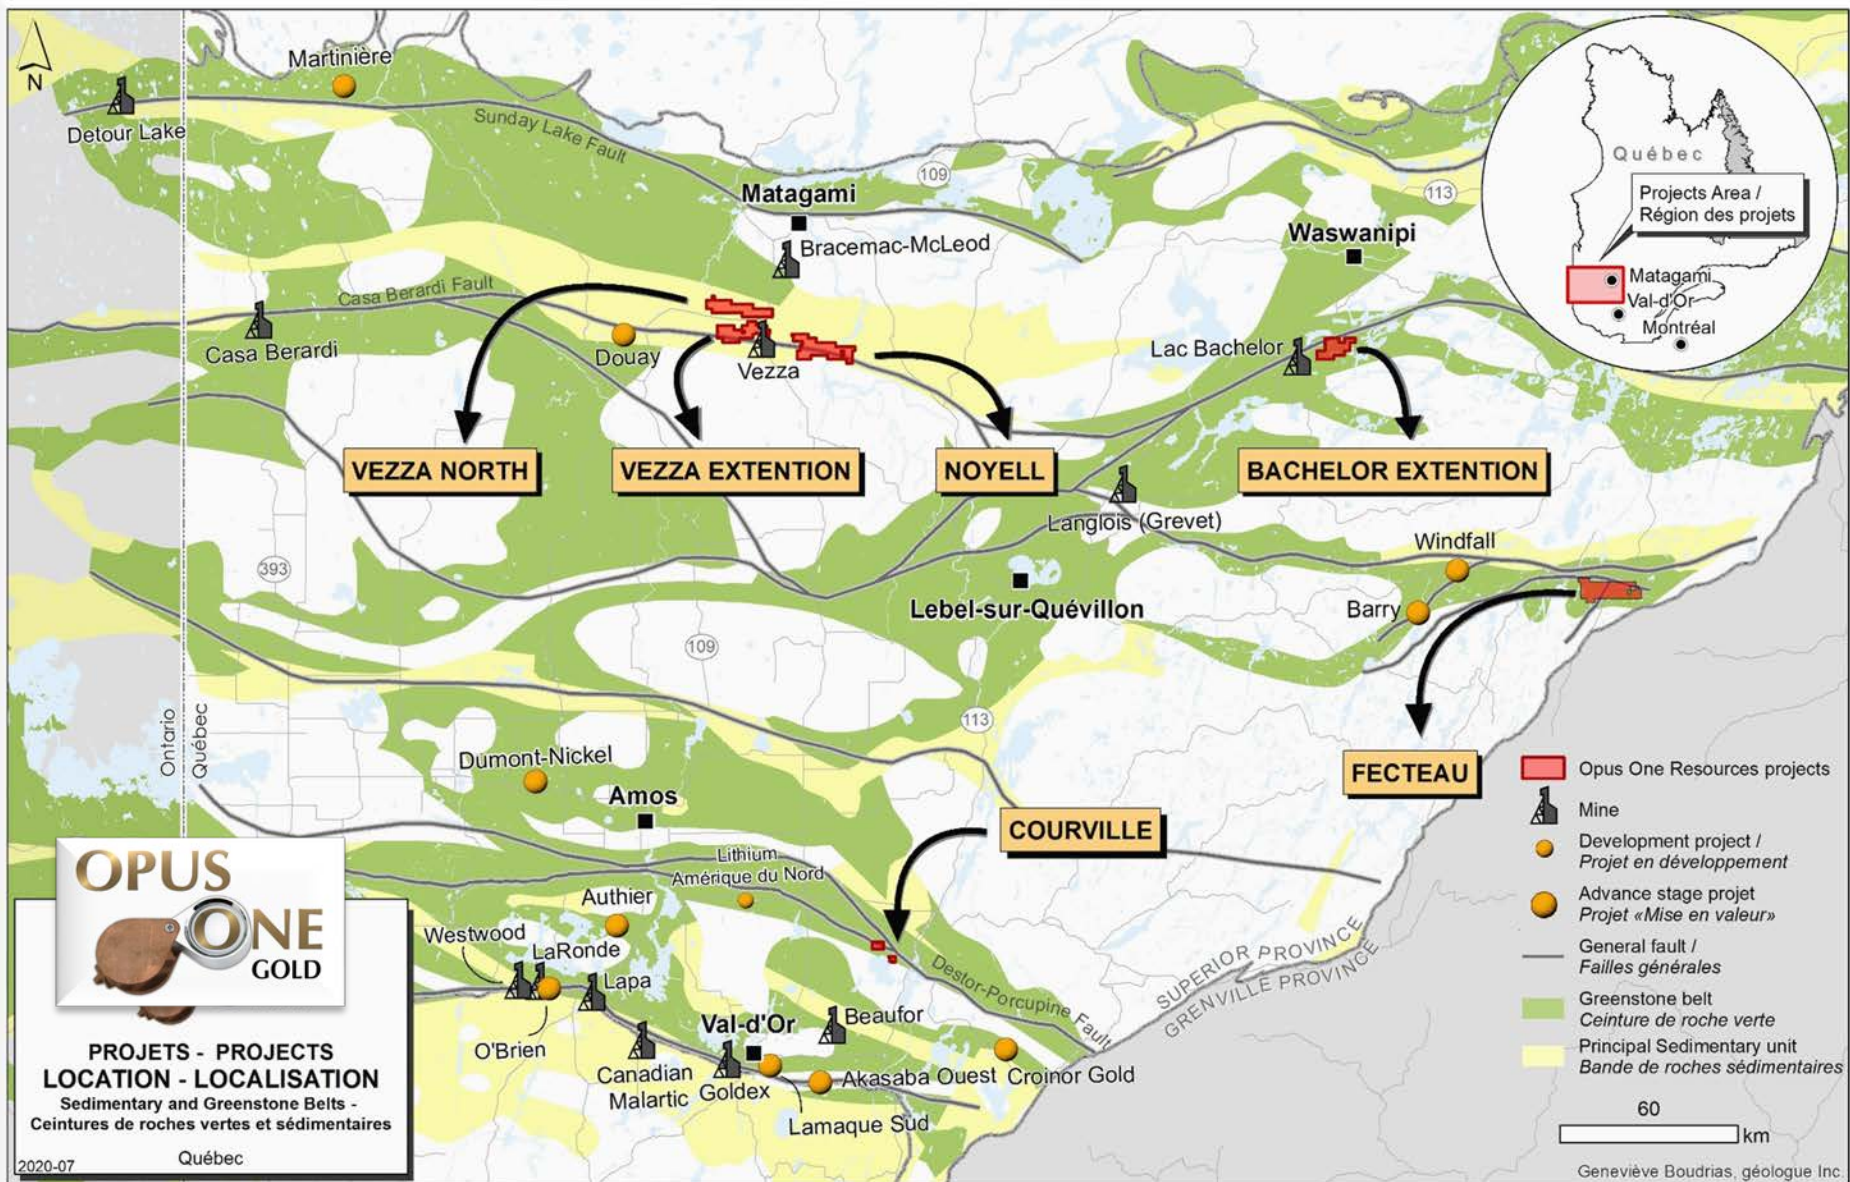 N
Martinière
Detour Lake
Sunday Lake Fault
109
113
Matagami
Bracemac-McLeod
Waswanipi
Québec
Projects Area /
Région des projets
Matagami
Val-d'Or
Montréal
Casa Berardi Fault
Casa Berardi
Douay
Vezza
Lac Bachelor
VEZZA NORTH
VEZZA EXTENTION
NOYELL
BACHELOR EXTENTION
Langlois (Grevet)
Windfall
393
Lebel-sur-Quévillon
Barry
109
113
Ontario
Québec
Dumont-Nickel
Amos
FECTEAU
COURVILLE
Lithium
Amérique du Nord
Authier
Westwood
LaRonde
Lapa
O'Brien
Canadian
Malartic
Val-d'Or
Goldex
Beaufor
Akasaba Ouest
Croinor Gold
Lamaque Sud
Destor-Porcupine Fault
SUPERIOR PROVINCE
GRENVILLE PROVINCE
Opus One Resources projects
Mine
Development project /
Projet en développement
Advance stage projet
Projet «Mise en valeur»
General fault /
Failles générales
Greenstone belt
Ceinture de roche verte
Principal Sedimentary unit
Bande de roches sédimentaires
60
km
Geneviève Boudrias, géologue Inc.
OPUS
ONE
GOLD
PROJETS - PROJECTS
LOCATION - LOCALISATION
Sedimentary and Greenstone Belts -
Ceintures de roches vertes et sédimentaires
Québec
2020-07